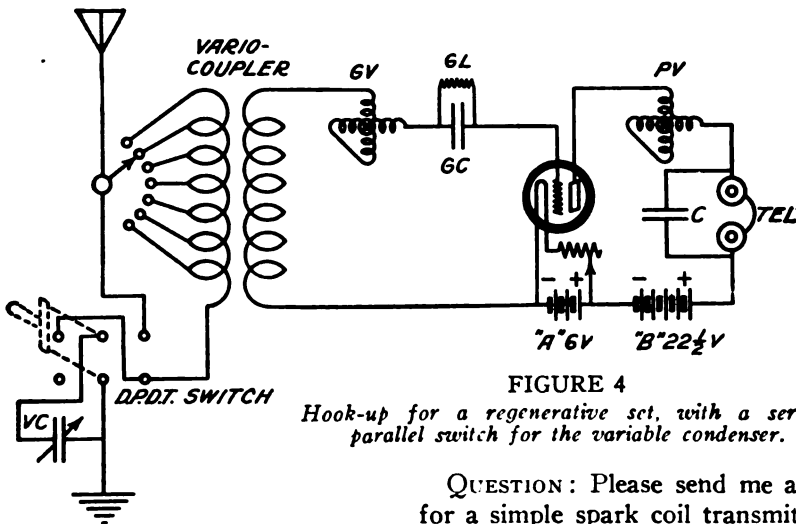 VARIO-
COUPLER
GV
GL
GC
PV
C
TEL
- +
- +
"A" 6V
"B" 22½V
D.P.D.T. SWITCH
VC
FIGURE 4
Hook-up for a regenerative set, with a ser
parallel switch for the variable condenser.
QUESTION: Please send me a
for a simple spark coil transmit